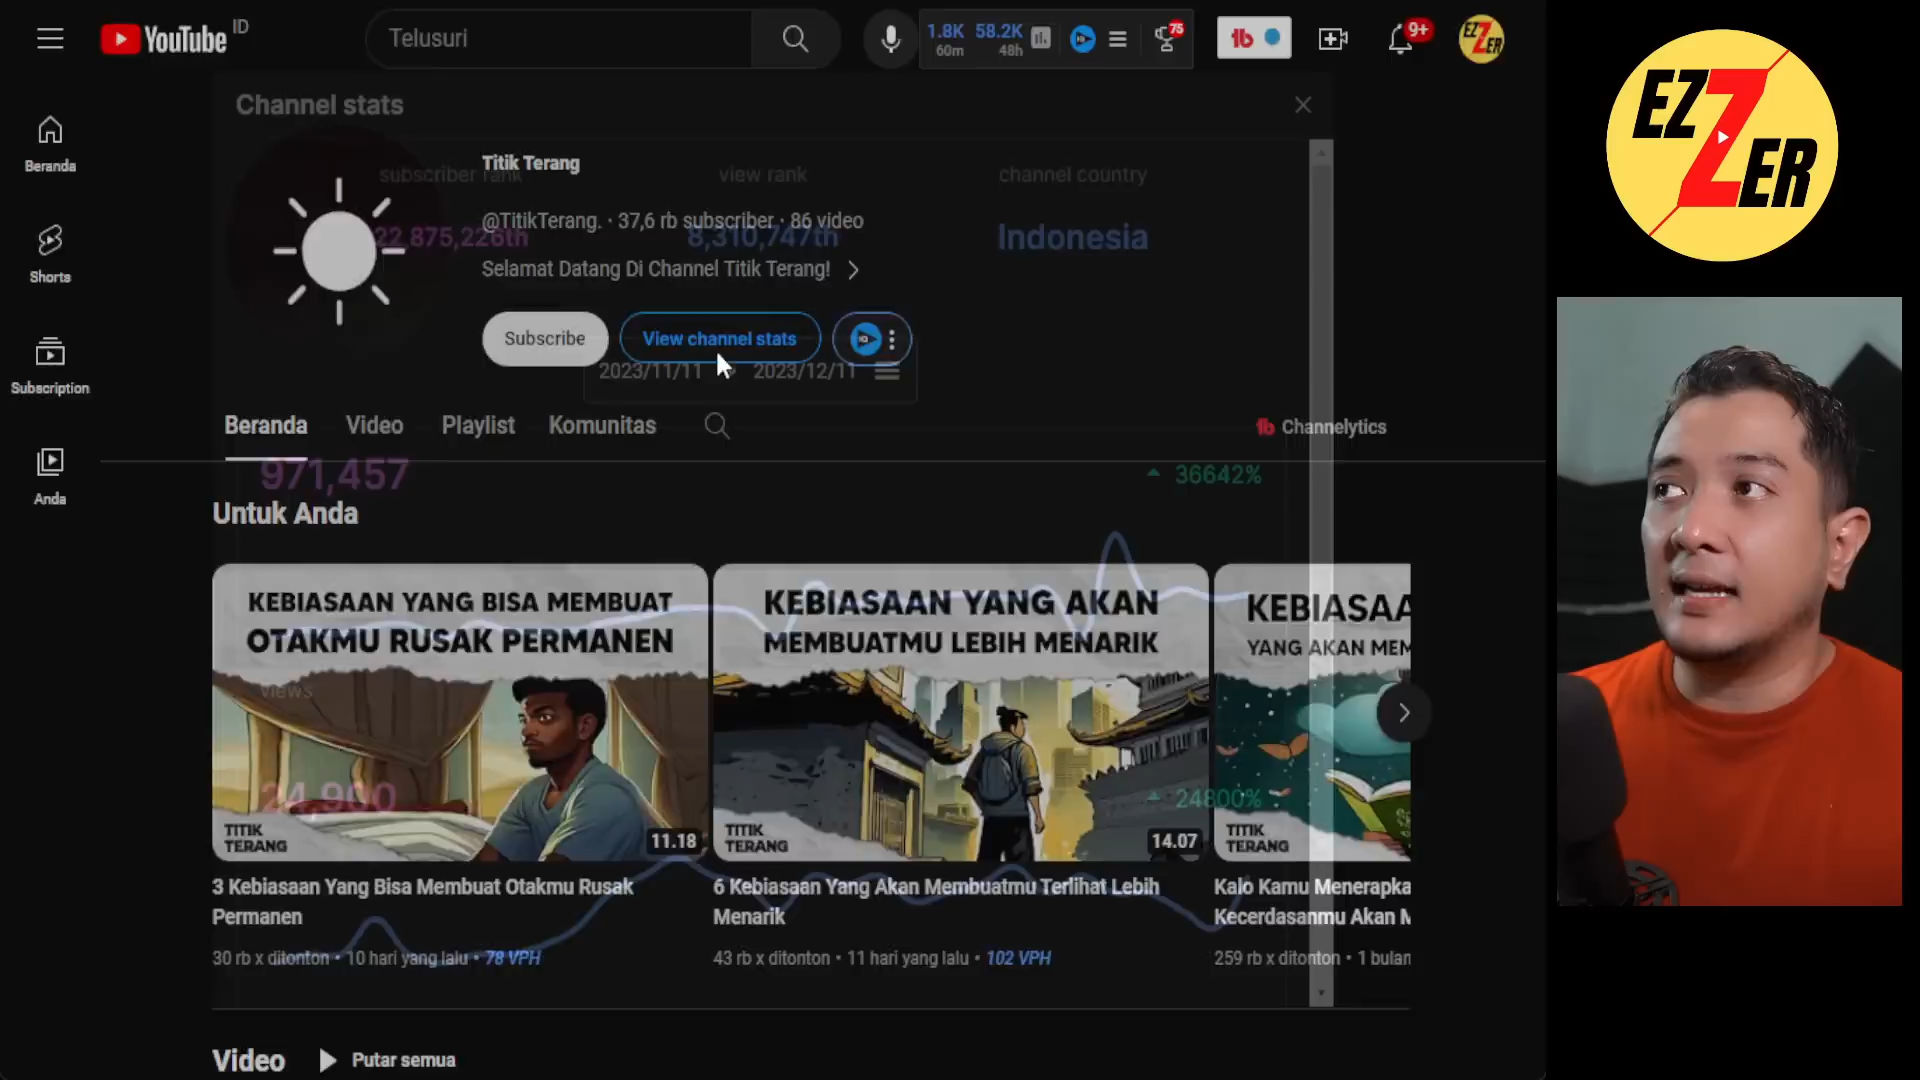 YouTube ID
Telusuri
1.8K 58.2K
60m 48h
75
9+
EZZER
Beranda
Shorts
Subscription
Anda
Channel stats
Titik Terang
subscriber rank
view rank
channel country
@TitikTerang. · 37,6 rb subscriber · 86 video
22,875,226th
8,310,747th
Indonesia
Selamat Datang Di Channel Titik Terang!
Subscribe
View channel stats
2023/11/11 2023/12/11
Beranda
Video
Playlist
Komunitas
tb Channelytics
971,457
36642%
Untuk Anda
KEBIASAAN YANG BISA MEMBUAT
OTAKMU RUSAK PERMANEN
views
TITIK
TERANG
11.18
KEBIASAAN YANG AKAN
MEMBUATMU LEBIH MENARIK
TITIK
TERANG
14.07
KEBIASAA
YANG AKAN MEM
TITIK
TERANG
24,900
24800%
3 Kebiasaan Yang Bisa Membuat Otakmu Rusak
Permanen
30 rb x ditonton • 10 hari yang lalu • 78 VPH
6 Kebiasaan Yang Akan Membuatmu Terlihat Lebih
Menarik
43 rb x ditonton • 11 hari yang lalu • 102 VPH
Kalo Kamu Menerapka
Kecerdasanmu Akan M
259 rb x ditonton • 1 bulan
Video
Putar semua